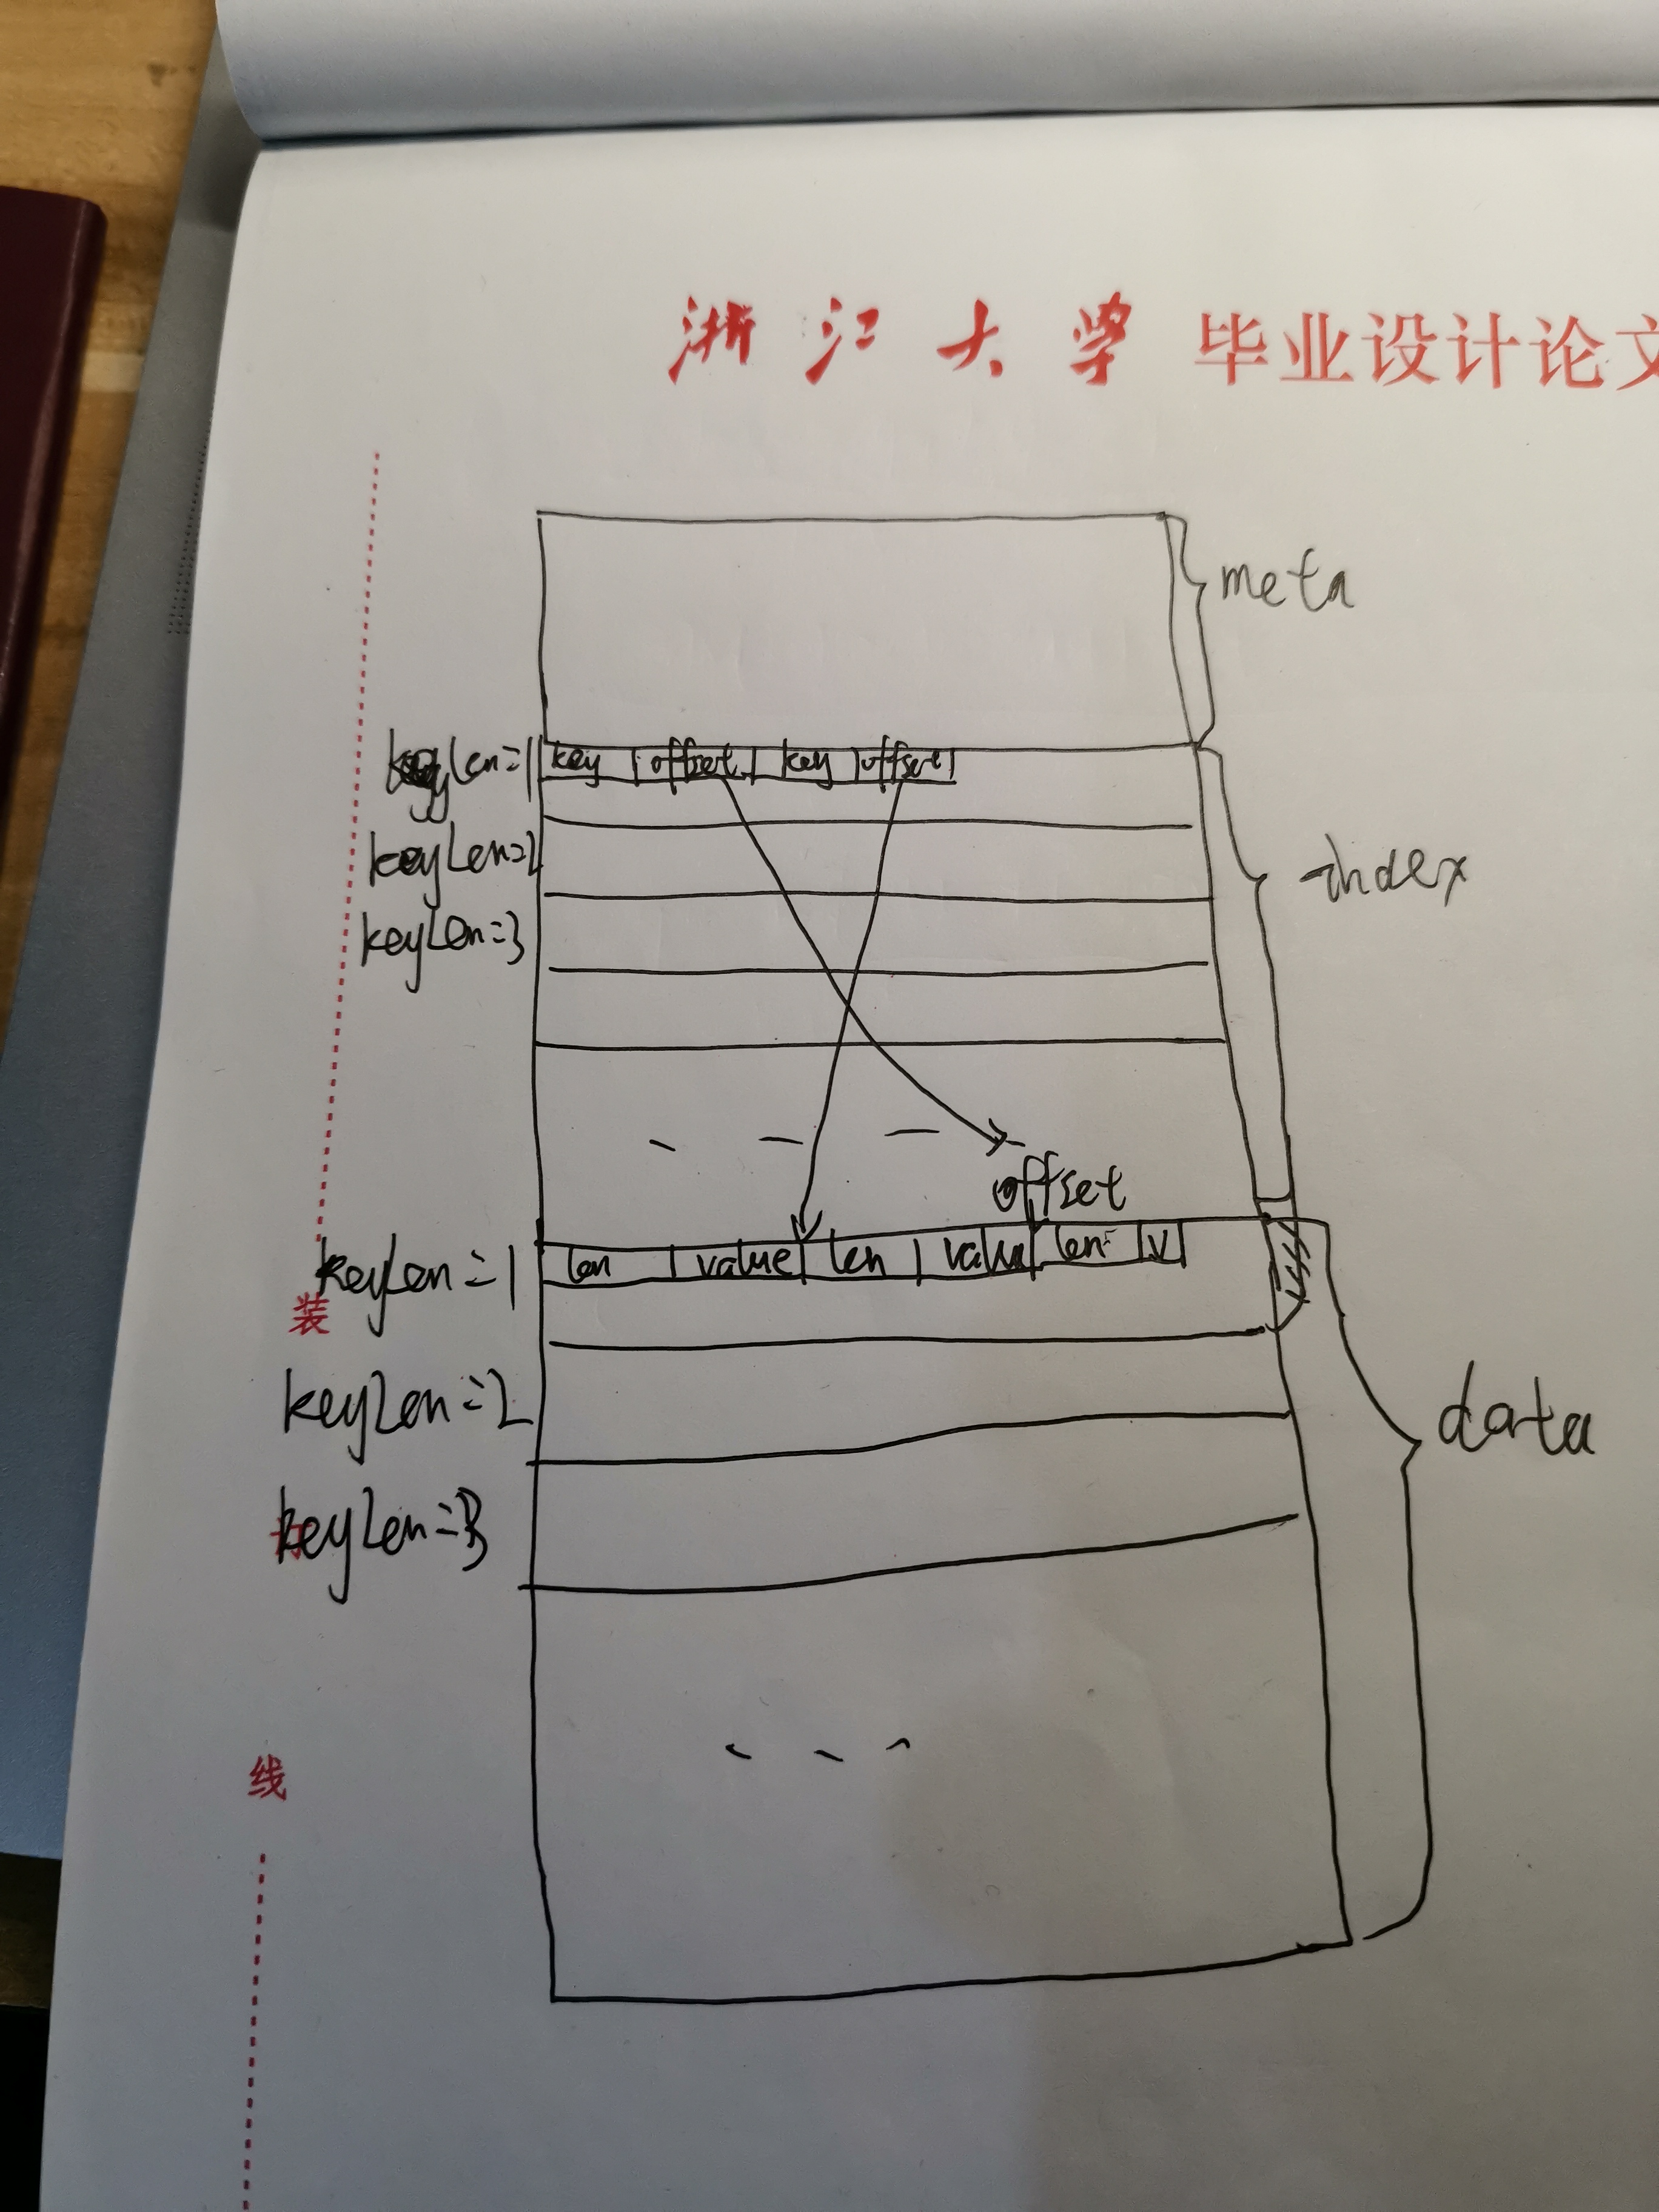 浙江大学 毕业设计论文
meta
keyLen=1 key offset key offset
keyLen=2
index
keyLen=3
offset
keyLen=1 len value len value len v
装
keyLen=2
data
keyLen=3
线